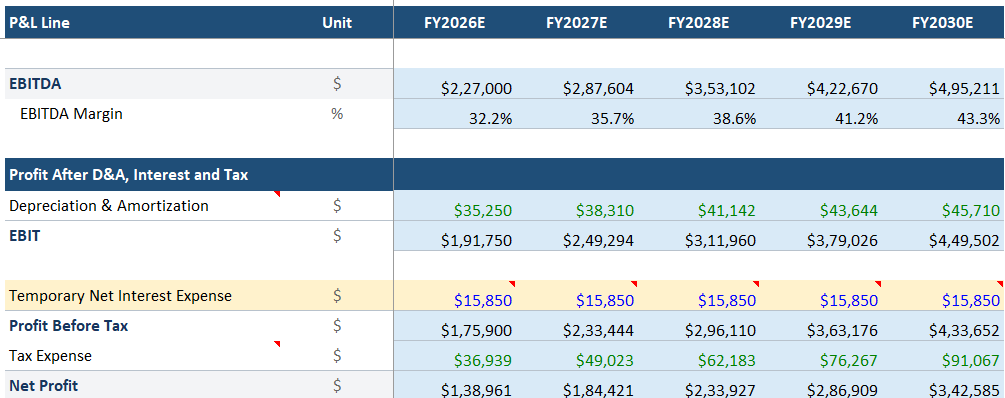 P&L Line Unit FY2026E FY2027E FY2028E FY2029E FY2030E
EBITDA $ $2,27,000 $2,87,604 $3,53,102 $4,22,670 $4,95,211
EBITDA Margin % 32.2% 35.7% 38.6% 41.2% 43.3%
Profit After D&A, Interest and Tax
Depreciation & Amortization $ $35,250 $38,310 $41,142 $43,644 $45,710
EBIT $ $1,91,750 $2,49,294 $3,11,960 $3,79,026 $4,49,502
Temporary Net Interest Expense $ $15,850 $15,850 $15,850 $15,850 $15,850
Profit Before Tax $ $1,75,900 $2,33,444 $2,96,110 $3,63,176 $4,33,652
Tax Expense $ $36,939 $49,023 $62,183 $76,267 $91,067
Net Profit $ $1,38,961 $1,84,421 $2,33,927 $2,86,909 $3,42,585